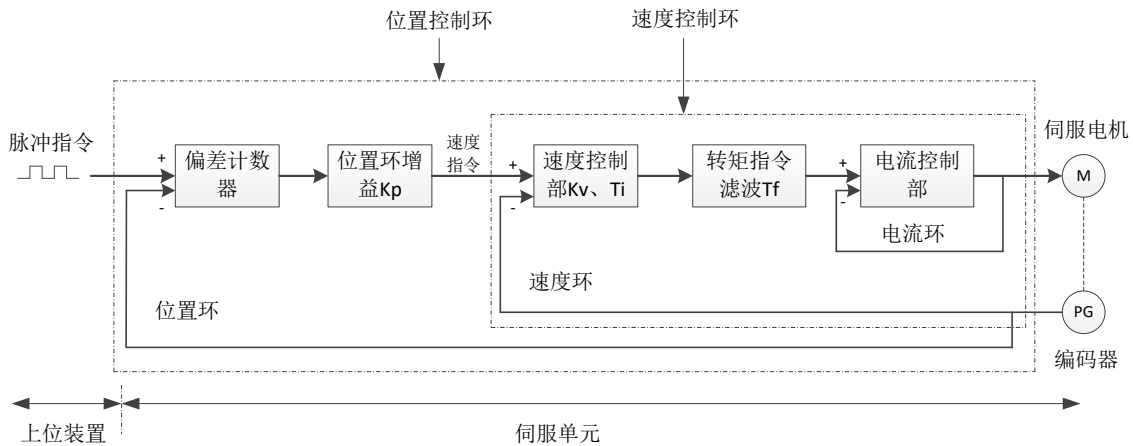 位置控制环
速度控制环
脉冲指令
伺服电机
+
偏差计数
器
位置环增
益Kp
速度
指令
+
速度控制
部Kv、Ti
转矩指令
滤波Tf
+
电流控制
部
M
-
-
-
电流环
速度环
位置环
PG
编码器
上位装置
伺服单元